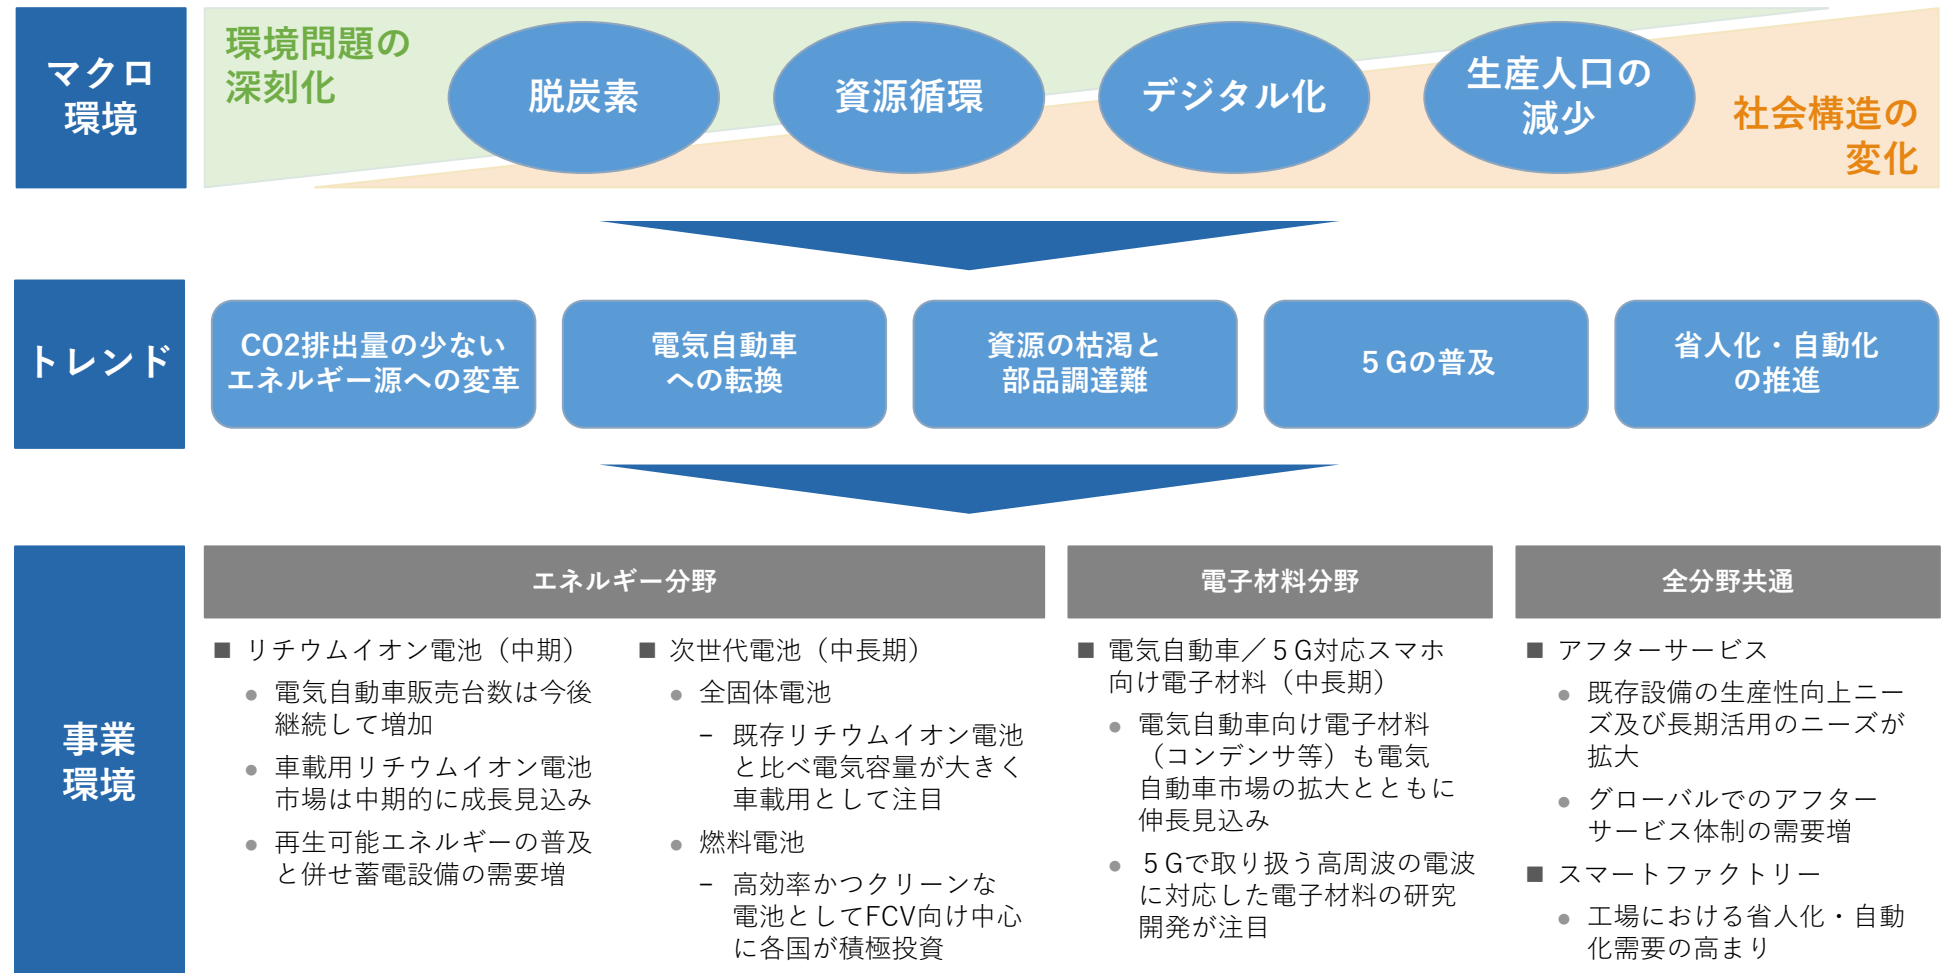 マクロ
環境
環境問題の
深刻化
脱炭素
資源循環
デジタル化
生産人口の
減少
社会構造の
変化
トレンド
CO2排出量の少ない
エネルギー源への変革
電気自動車
への転換
資源の枯渇と
部品調達難
５Gの普及
省人化・自動化
の推進
事業
環境
エネルギー分野
■ リチウムイオン電池（中期）
● 電気自動車販売台数は今後
継続して増加
● 車載用リチウムイオン電池
市場は中期的に成長見込み
● 再生可能エネルギーの普及
と併せ蓄電設備の需要増
■ 次世代電池（中長期）
● 全固体電池
− 既存リチウムイオン電池
と比べ電気容量が大きく
車載用として注目
● 燃料電池
− 高効率かつクリーンな
電池としてFCV向け中心
に各国が積極投資
電子材料分野
■ 電気自動車／５G対応スマホ
向け電子材料（中長期）
● 電気自動車向け電子材料
（コンデンサ等）も電気
自動車市場の拡大とともに
伸長見込み
● ５Gで取り扱う高周波の電波
に対応した電子材料の研究
開発が注目
全分野共通
■ アフターサービス
● 既存設備の生産性向上ニー
ズ及び長期活用のニーズが
拡大
● グローバルでのアフター
サービス体制の需要増
■ スマートファクトリー
● 工場における省人化・自動
化需要の高まり